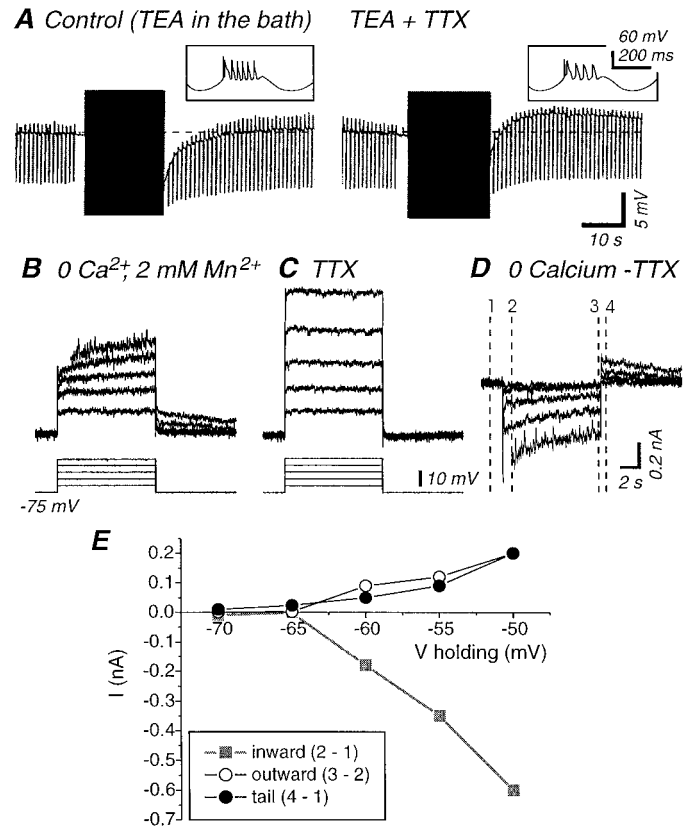 A Control (TEA in the bath) TEA + TTX
60 mV
200 ms
5 mV
10 s
B 0 Ca²⁺, 2 mM Mn²⁺ C TTX D 0 Calcium -TTX
1 2 3 4
0.2 nA
2 s
10 mV
-75 mV
E
0.2
0.1
0.0
-0.1
-0.2
-0.3
-0.4
-0.5
-0.6
-0.7
I (nA)
-70 -65 -60 -55 -50
V holding (mV)
inward (2 - 1)
outward (3 - 2)
tail (4 - 1)